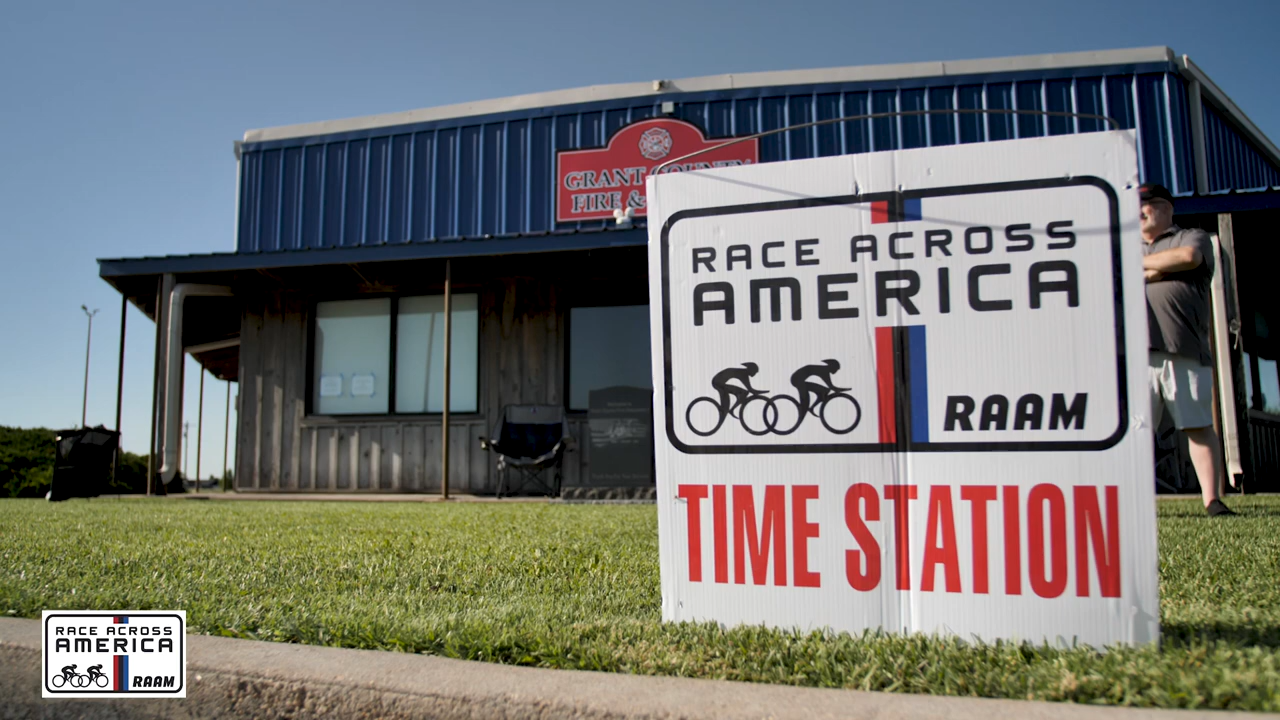 GRANT COUNTY
FIRE &
RACE ACROSS
AMERICA
RAAM
TIME STATION
RACE ACROSS
AMERICA
RAAM